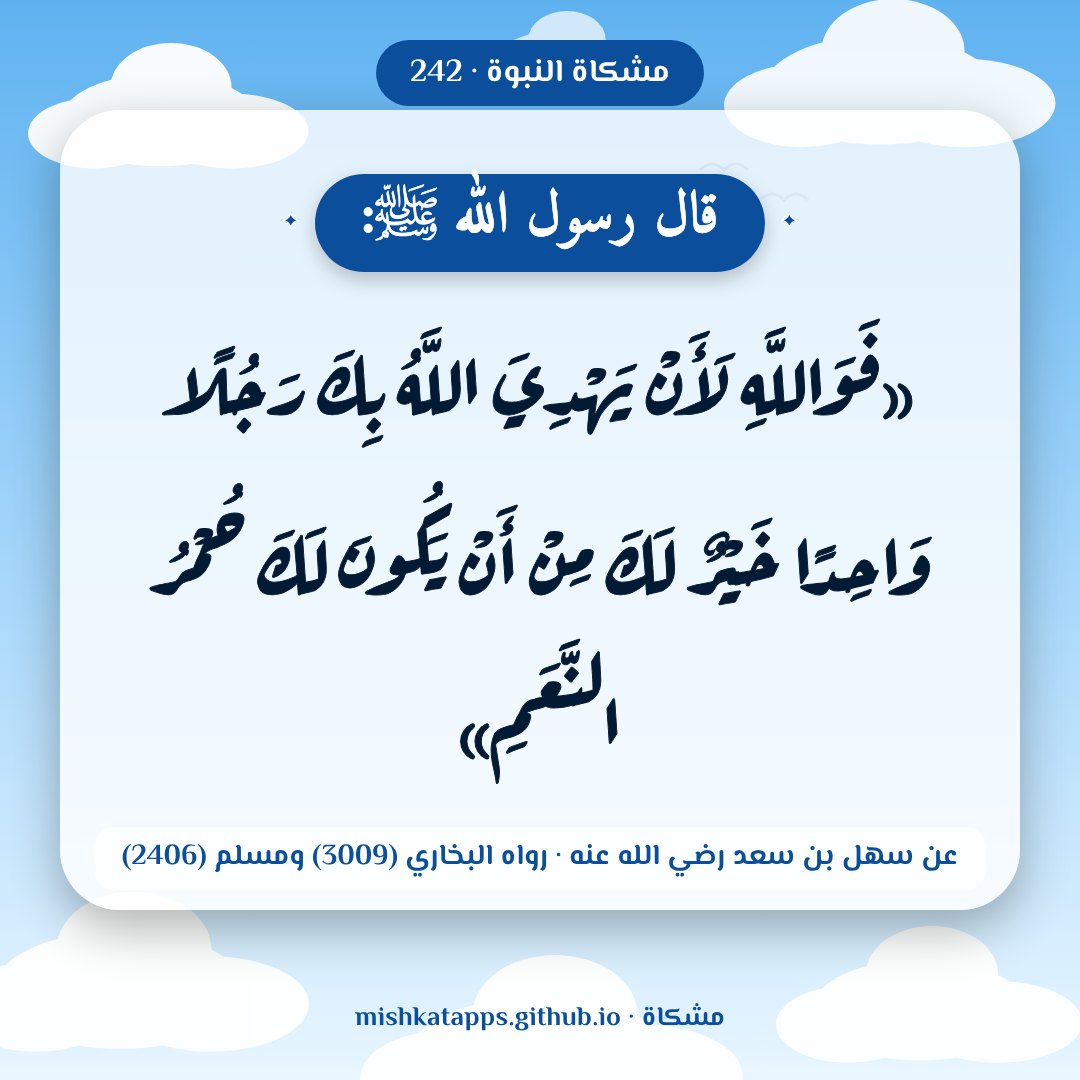 مشكاة النبوة · 242
قال رسول الله ﷺ:
«فَوَاللَّهِ لَأَنْ يَهْدِيَ اللَّهُ بِكَ رَجُلًا
وَاحِدًا خَيْرٌ لَكَ مِنْ أَنْ يَكُونَ لَكَ حُمْرُ
النَّعَمِ»
عن سهل بن سعد رضي الله عنه · رواه البخاري (3009) ومسلم (2406)
مشكاة · mishkatapps.github.io